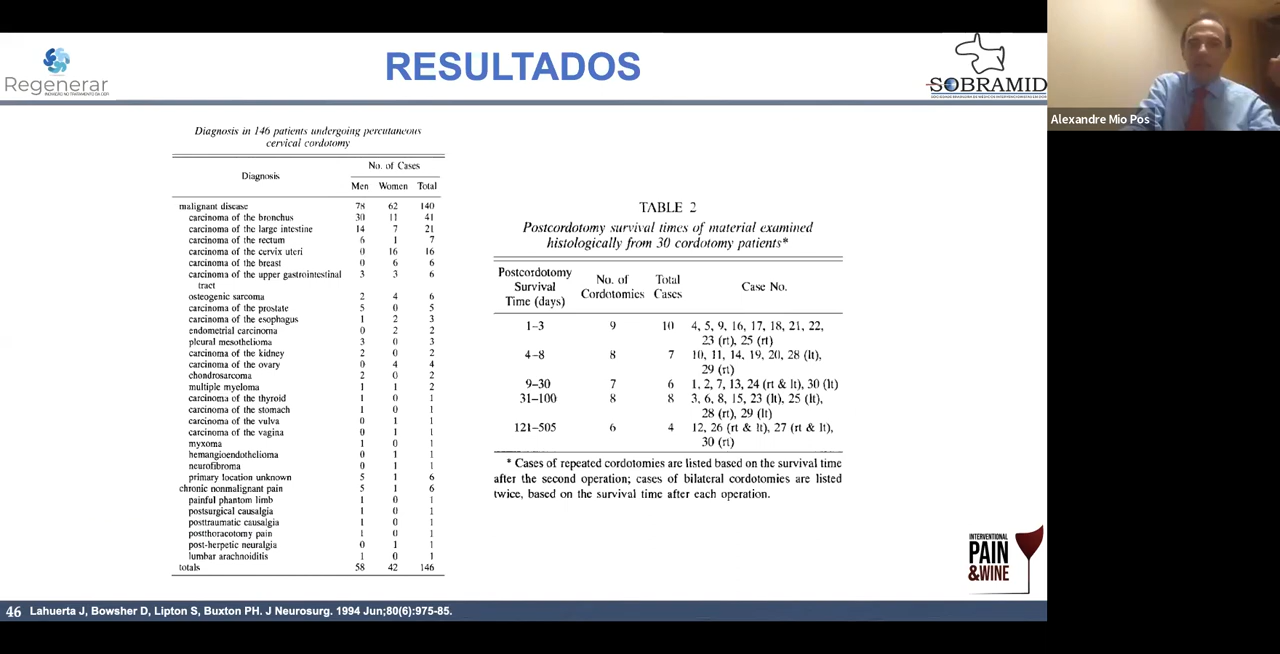 Regenerar
INOVAÇÃO NO TRATAMENTO DA DOR
RESULTADOS
SOBRAMID
SOCIEDADE BRASILEIRA DE MÉDICOS INTERVENCIONISTAS EM DOR
Alexandre Mio Pos
Diagnosis in 146 patients undergoing percutaneous
cervical cordotomy
No. of Cases
Diagnosis
Men Women Total
malignant disease 78 62 140
carcinoma of the bronchus 30 11 41
carcinoma of the large intestine 14 7 21
carcinoma of the rectum 6 1 7
carcinoma of the cervix uteri 0 16 16
carcinoma of the breast 0 6 6
carcinoma of the upper gastrointestinal 3 3 6
tract
osteogenic sarcoma 2 4 6
carcinoma of the prostate 5 0 5
carcinoma of the esophagus 1 2 3
endometrial carcinoma 0 2 2
pleural mesothelioma 3 0 3
carcinoma of the kidney 2 0 2
carcinoma of the ovary 0 4 4
chondrosarcoma 2 0 2
multiple myeloma 1 1 2
carcinoma of the thyroid 1 0 1
carcinoma of the stomach 1 0 1
carcinoma of the vulva 0 1 1
carcinoma of the vagina 0 1 1
myxoma 1 0 1
hemangioendothelioma 0 1 1
neurofibroma 0 1 1
primary location unknown 5 1 6
chronic nonmalignant pain 5 1 6
painful phantom limb 1 0 1
postsurgical causalgia 1 0 1
posttraumatic causalgia 1 0 1
postthoracotomy pain 1 0 1
post-herpetic neuralgia 0 1 1
lumbar arachnoiditis 1 0 1
totals 58 42 146
TABLE 2
Postcordotomy survival times of material examined
histologically from 30 cordotomy patients*
Postcordotomy
Survival
Time (days)
No. of
Cordotomies
Total
Cases
Case No.
1–3 9 10 4, 5, 9, 16, 17, 18, 21, 22,
23 (rt), 25 (rt)
4–8 8 7 10, 11, 14, 19, 20, 28 (lt),
29 (rt)
9–30 7 6 1, 2, 7, 13, 24 (rt & lt), 30 (lt)
31–100 8 8 3, 6, 8, 15, 23 (lt), 25 (lt),
28 (rt), 29 (lt)
121–505 6 4 12, 26 (rt & lt), 27 (rt & lt),
30 (rt)
* Cases of repeated cordotomies are listed based on the survival time
after the second operation; cases of bilateral cordotomies are listed
twice, based on the survival time after each operation.
INTERVENTIONAL
PAIN
&WINE
46 Lahuerta J, Bowsher D, Lipton S, Buxton PH. J Neurosurg. 1994 Jun;80(6):975-85.